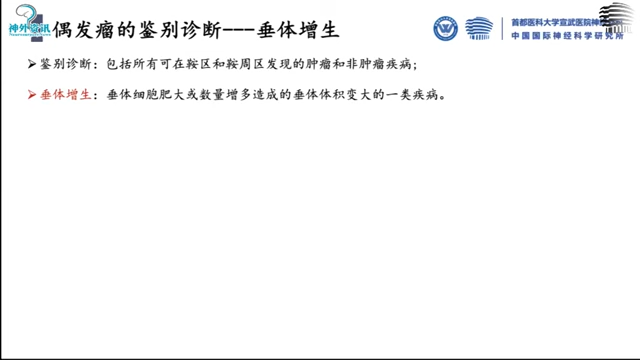 神外资讯
偶发瘤的鉴别诊断---垂体增生
首都医科大学宣武医院神经外科
中国国际神经科学研究所
➢鉴别诊断：包括所有可在鞍区和鞍周区发现的肿瘤和非肿瘤疾病；
➢垂体增生：垂体细胞肥大或数量增多造成的垂体体积变大的一类疾病。